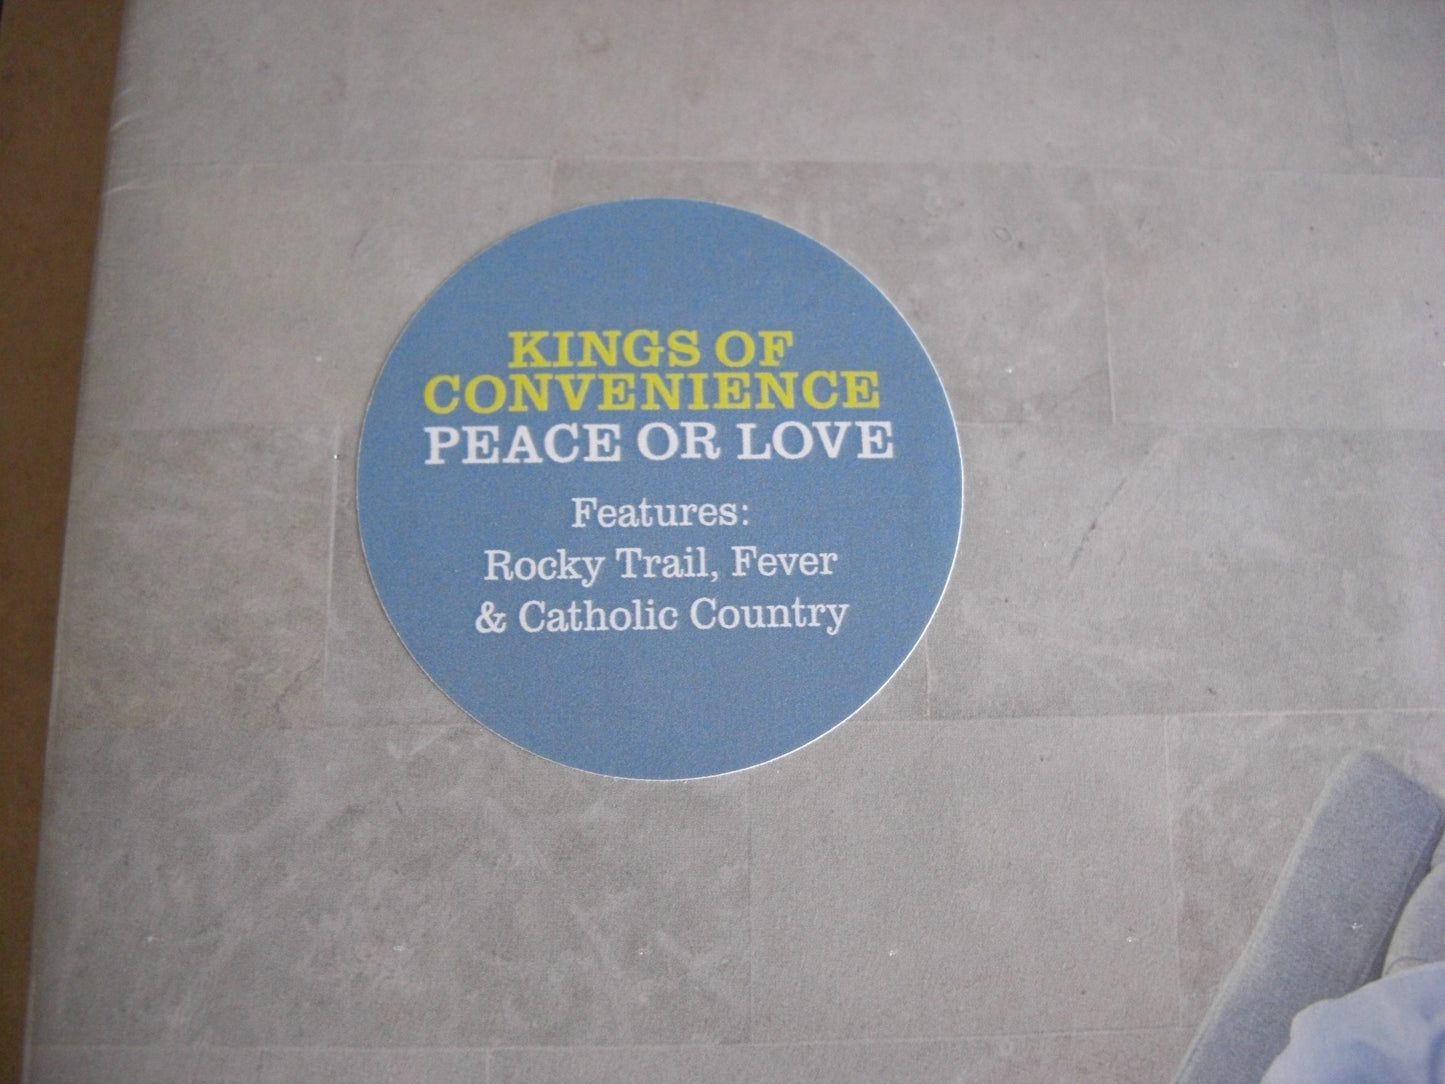 KINGS OF
CONVENIENCE
PEACE OR LOVE
Features:
Rocky Trail, Fever
& Catholic Country